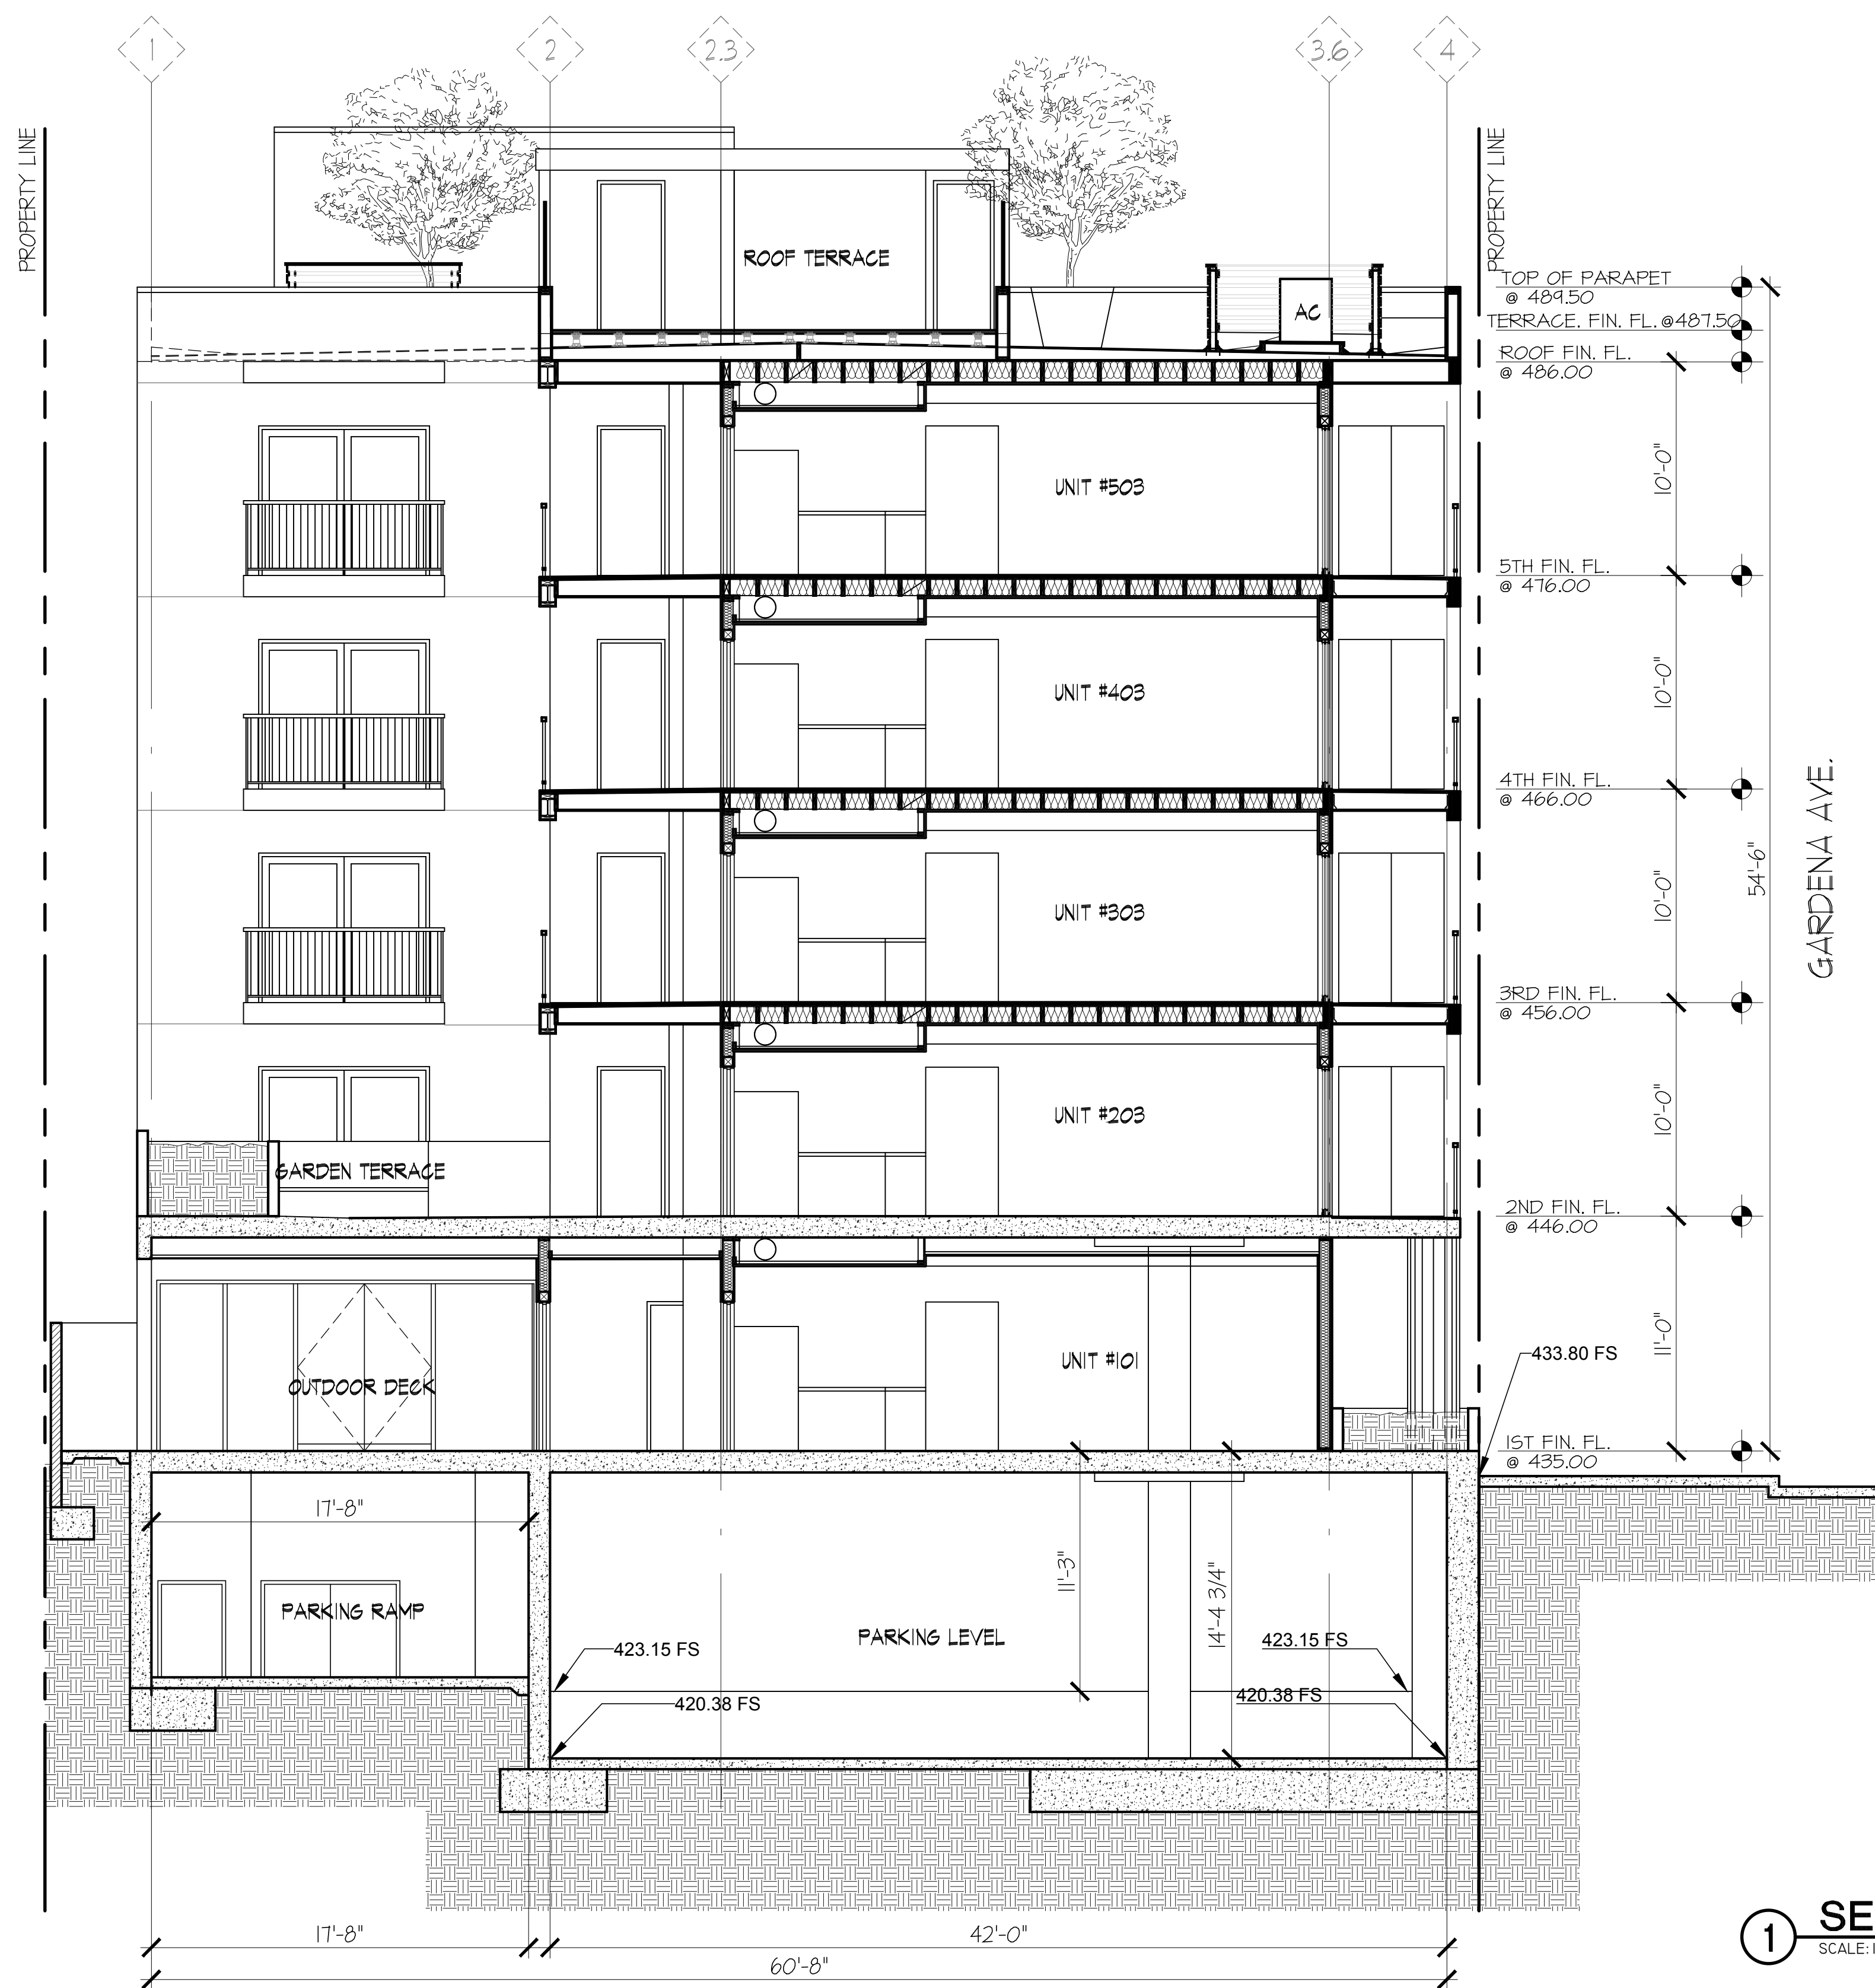 1
2
2.3
3.6
4
PROPERTY LINE
PROPERTY LINE
ROOF TERRACE
AC
TOP OF PARAPET
@ 489.50
TERRACE. FIN. FL. @487.50
ROOF FIN. FL.
@ 486.00
10'-0"
UNIT #503
5TH FIN. FL.
@ 476.00
10'-0"
UNIT #403
4TH FIN. FL.
@ 466.00
GARDENA AVE.
54'-6"
10'-0"
UNIT #303
3RD FIN. FL.
@ 456.00
10'-0"
UNIT #203
GARDEN TERRACE
2ND FIN. FL.
@ 446.00
11'-0"
433.80 FS
UNIT #101
OUTDOOR DECK
1ST FIN. FL.
@ 435.00
17'-8"
11'-3"
14'-4 3/4"
PARKING RAMP
PARKING LEVEL
423.15 FS
423.15 FS
420.38 FS
420.38 FS
17'-8"
42'-0"
60'-8"
1
SE
SCALE: